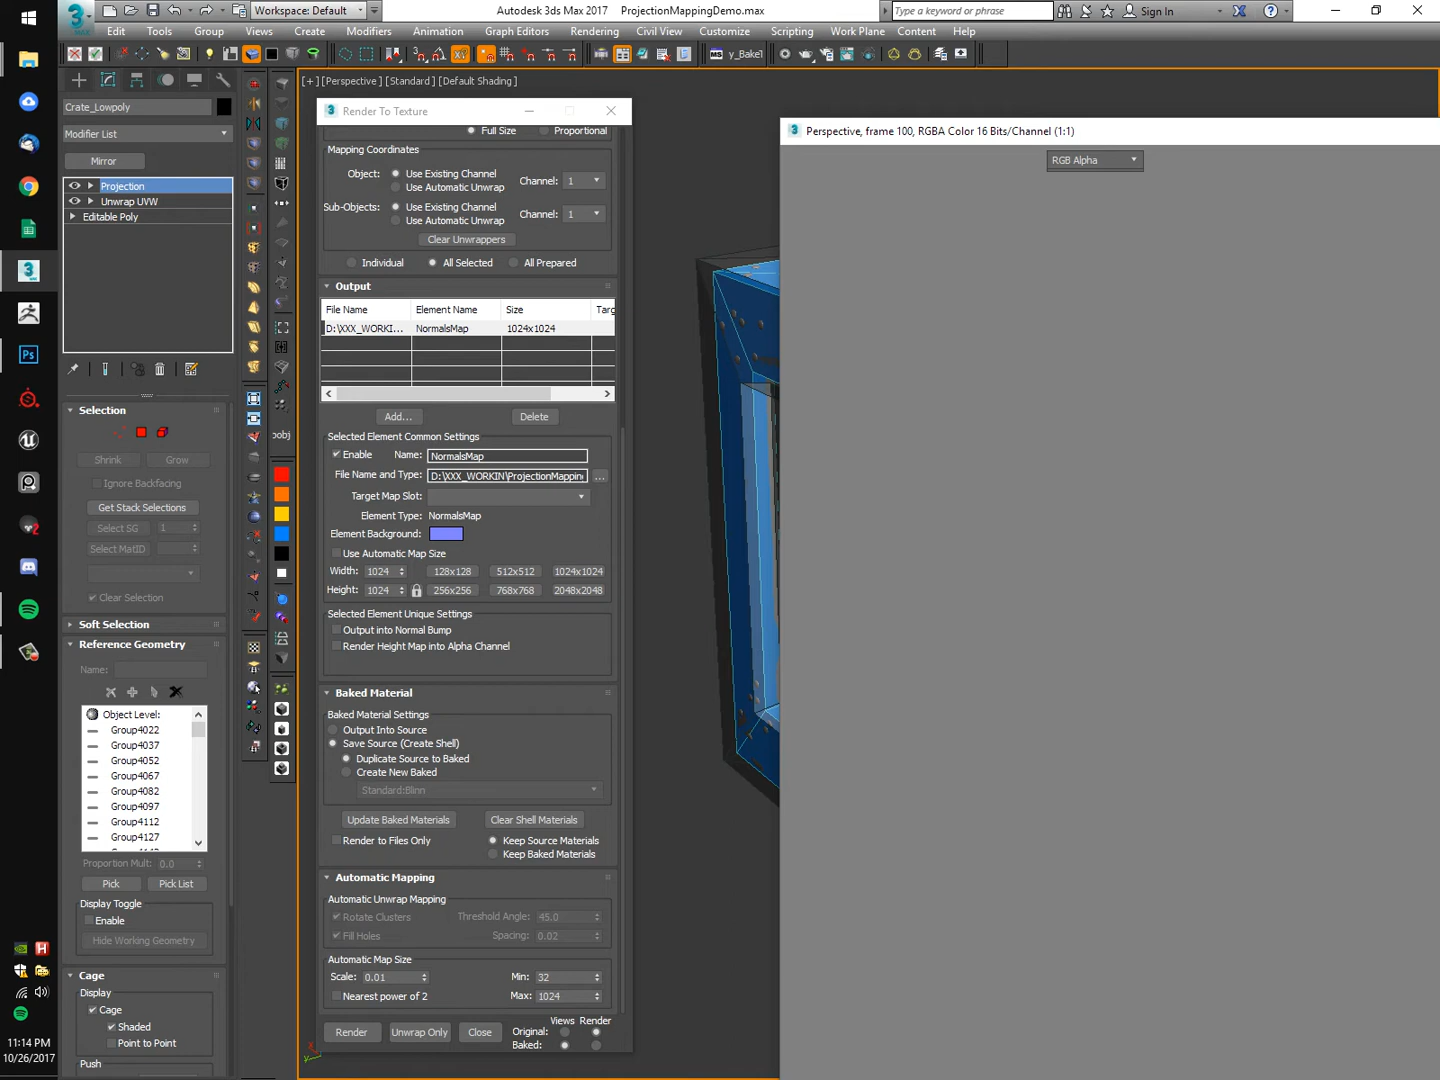 Workspace: Default
Autodesk 3ds Max 2017 ProjectionMappingDemo.max
Type a keyword or phrase
Sign In
Edit Tools Group Views Create Modifiers Animation Graph Editors Rendering Civil View Customize Scripting Work Plane Content Help
MS y_Bake1
Crate_Lowpoly
Modifier List
Mirror
Projection
Unwrap UVW
Editable Poly
Selection
Shrink Grow
Ignore Backfacing
Get Stack Selections
Select SG 1
Select MatID
Clear Selection
Soft Selection
Reference Geometry
Name:
Object Level:
Group4022
Group4037
Group4052
Group4067
Group4082
Group4097
Group4112
Group4127
Proportion Mult: 0.0
Pick Pick List
Display Toggle
Enable
Hide Working Geometry
Cage
Display
Cage
Shaded
Point to Point
Push
11:14 PM
10/26/2017
obj
[+] [Perspective] [Standard] [Default Shading]
Render To Texture
Full Size Proportional
Mapping Coordinates
Object: Use Existing Channel
Use Automatic Unwrap
Channel: 1
Sub-Objects: Use Existing Channel
Use Automatic Unwrap
Channel: 1
Clear Unwrappers
Individual All Selected All Prepared
Output
File Name Element Name Size Targ
D:\XXX_WORKI... NormalsMap 1024x1024
Add... Delete
Selected Element Common Settings
Enable Name: NormalsMap
File Name and Type: D:\XXX_WORKIN\ProjectionMapping ...
Target Map Slot:
Element Type: NormalsMap
Element Background:
Use Automatic Map Size
Width: 1024 128x128 512x512 1024x1024
Height: 1024 256x256 768x768 2048x2048
Selected Element Unique Settings
Output into Normal Bump
Render Height Map into Alpha Channel
Baked Material
Baked Material Settings
Output Into Source
Save Source (Create Shell)
Duplicate Source to Baked
Create New Baked
Standard:Blinn
Update Baked Materials Clear Shell Materials
Render to Files Only Keep Source Materials
Keep Baked Materials
Automatic Mapping
Automatic Unwrap Mapping
Rotate Clusters Threshold Angle: 45.0
Fill Holes Spacing: 0.02
Automatic Map Size
Scale: 0.01 Min: 32
Nearest power of 2 Max: 1024
Render Unwrap Only Close
Views Render
Original:
Baked:
Perspective, frame 100, RGBA Color 16 Bits/Channel (1:1)
RGB Alpha